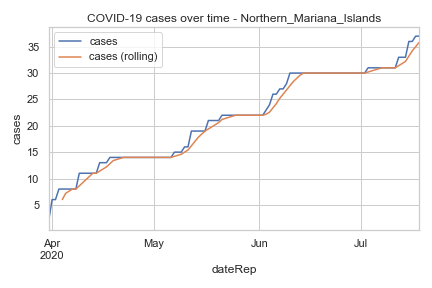 COVID-19 cases over time - Northern_Mariana_Islands
cases
cases (rolling)
35
30
25
20
15
10
5
cases
Apr
2020
May
Jun
Jul
dateRep